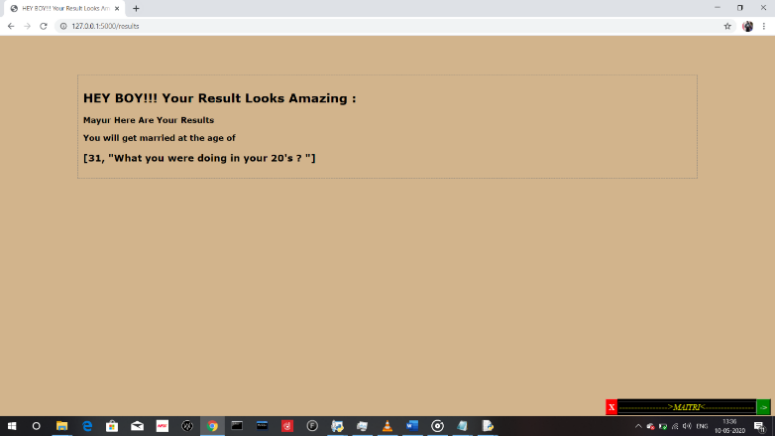 HEY BOY!!! Your Result Looks Am
127.0.0.1:5000/results
HEY BOY!!! Your Result Looks Amazing :
Mayur Here Are Your Results
You will get married at the age of
[31, "What you were doing in your 20's ? "]
X ---------->MAITRI<---------- ->
ENG
13:36
10-05-2020